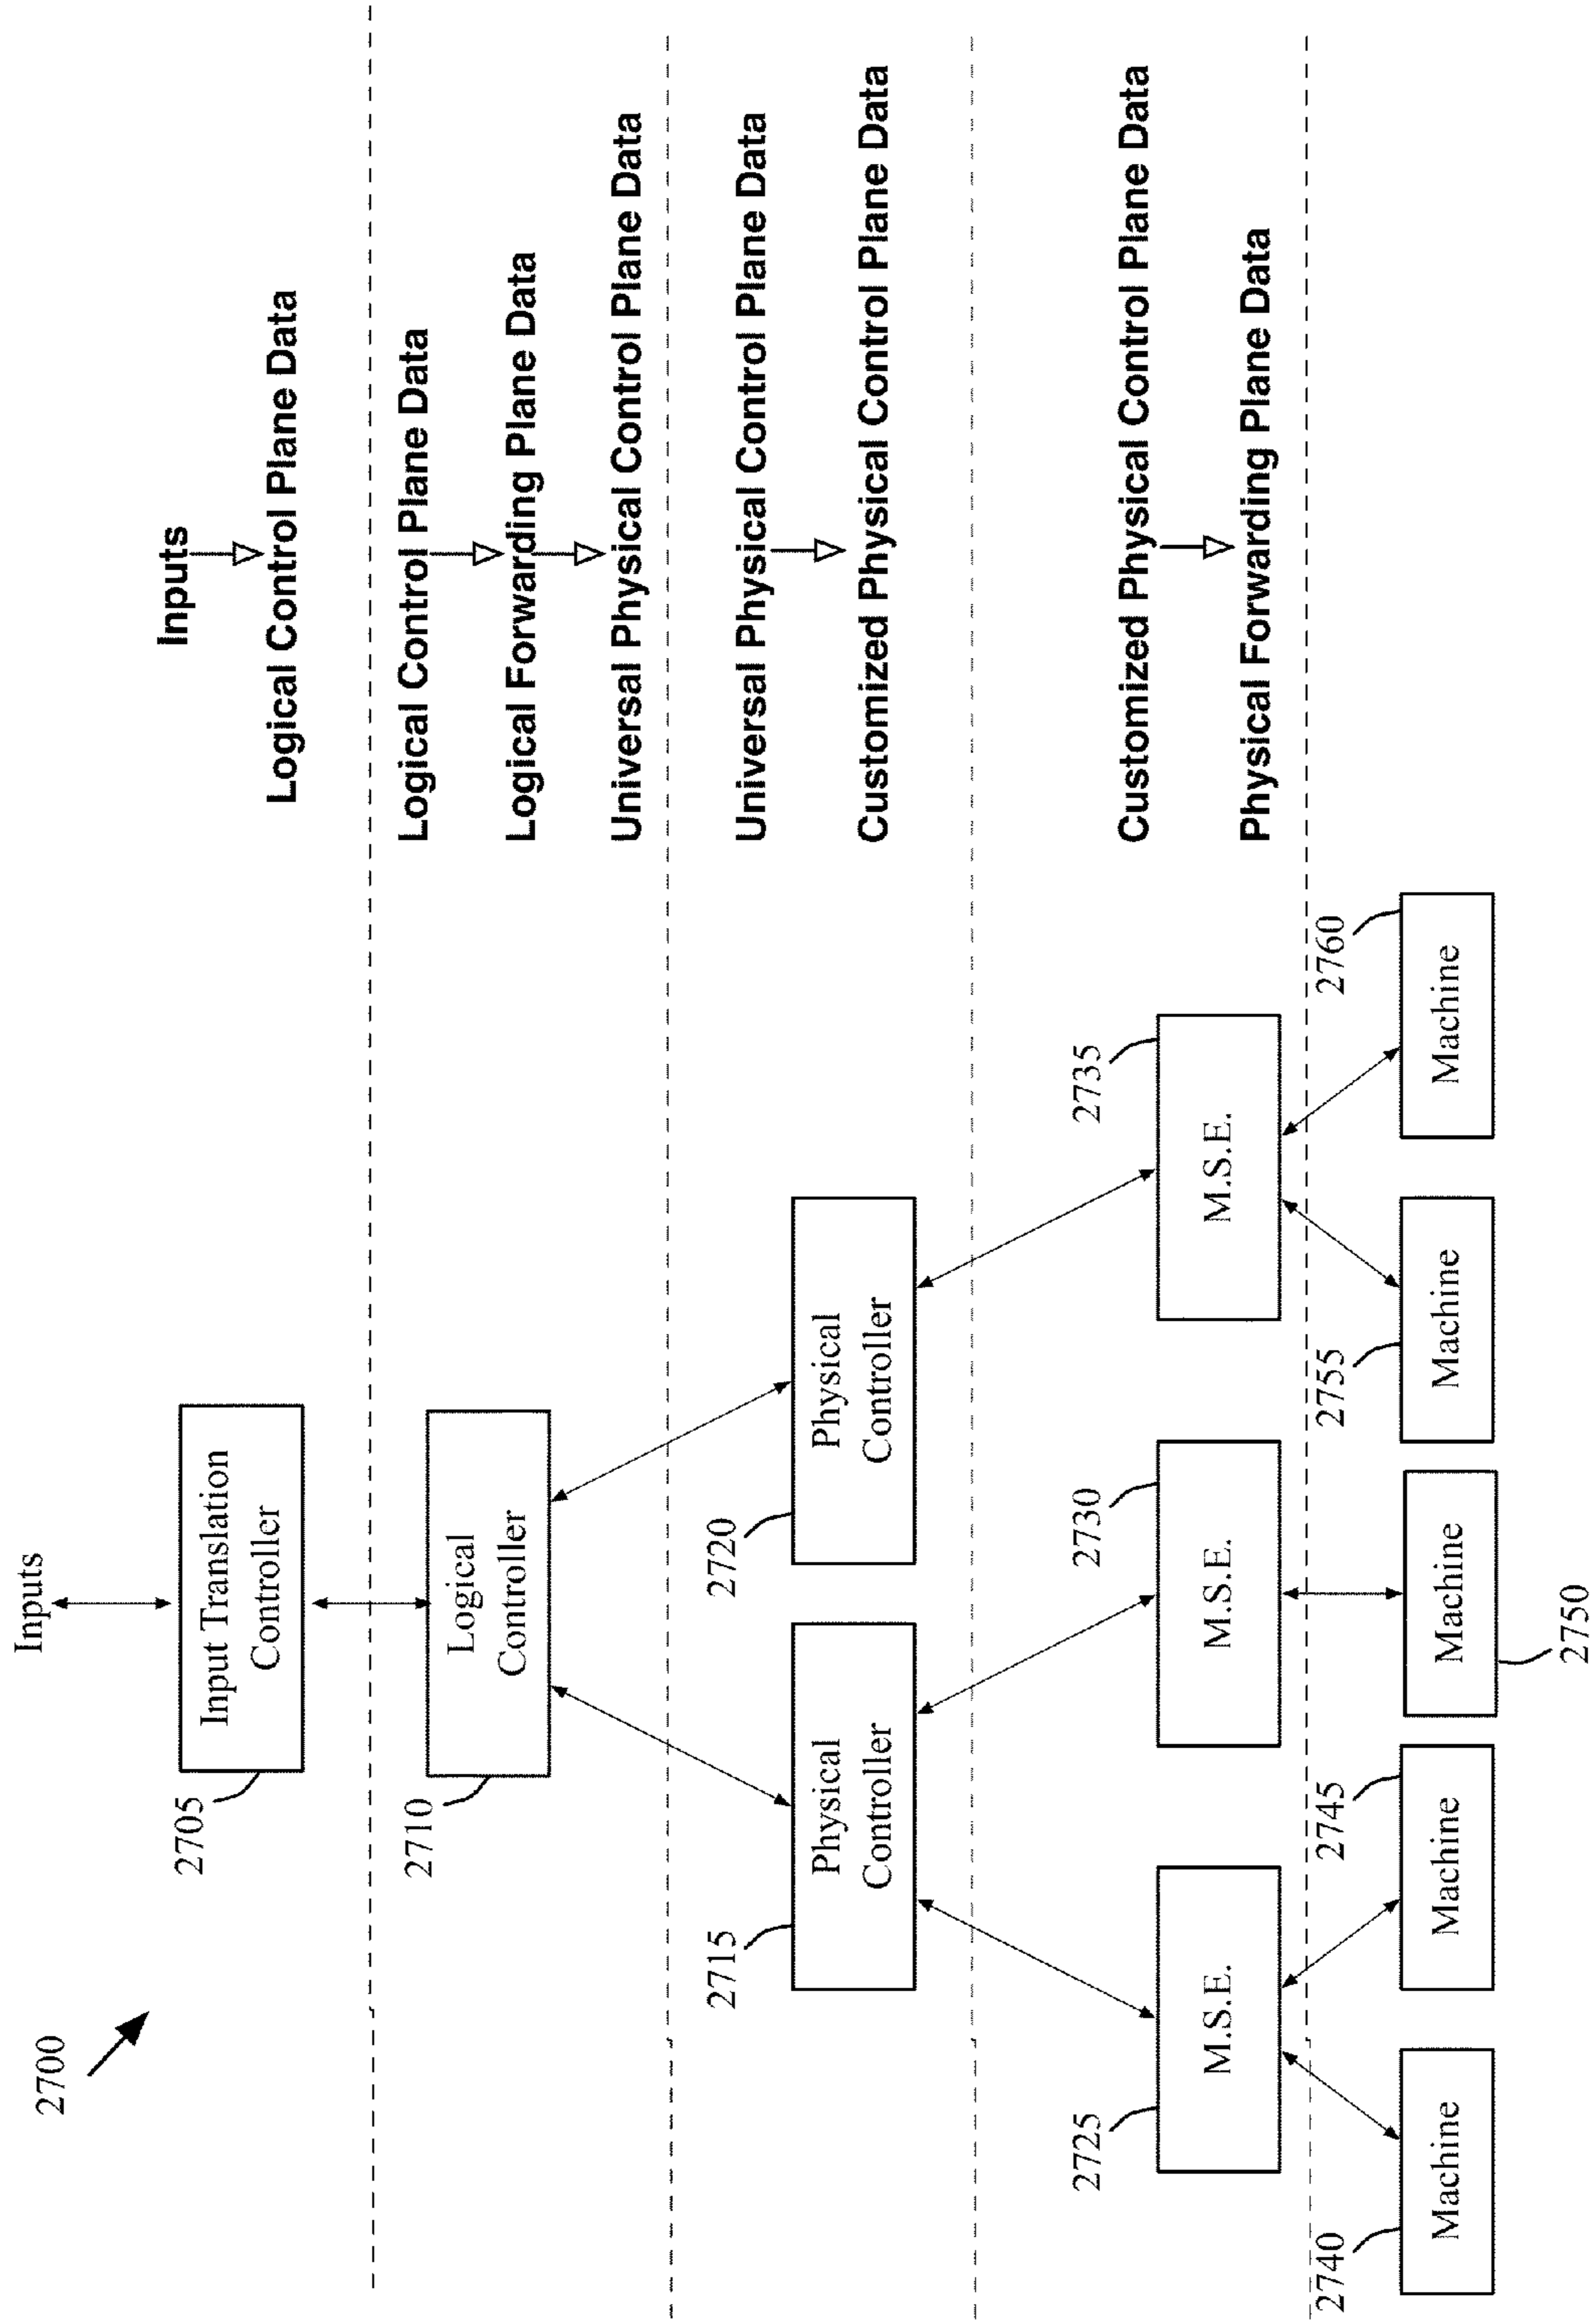 2700
Inputs
2705
Input Translation
Controller
2710
Logical
Controller
2715
Physical
Controller
2720
Physical
Controller
2725
M.S.E.
2730
M.S.E.
2735
M.S.E.
2740
Machine
2745
Machine
Machine
2750
2755
Machine
2760
Machine
Inputs
Logical Control Plane Data
Logical Control Plane Data
Logical Forwarding Plane Data
Universal Physical Control Plane Data
Universal Physical Control Plane Data
Customized Physical Control Plane Data
Customized Physical Control Plane Data
Physical Forwarding Plane Data